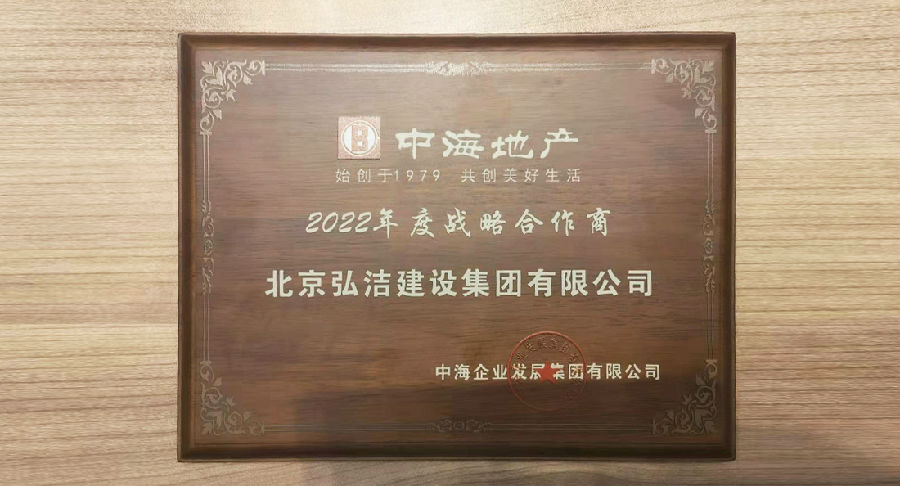 中海地产
始创于1979 共创美好生活
2022年度战略合作商
北京弘洁建设集团有限公司
中海企业发展集团有限公司